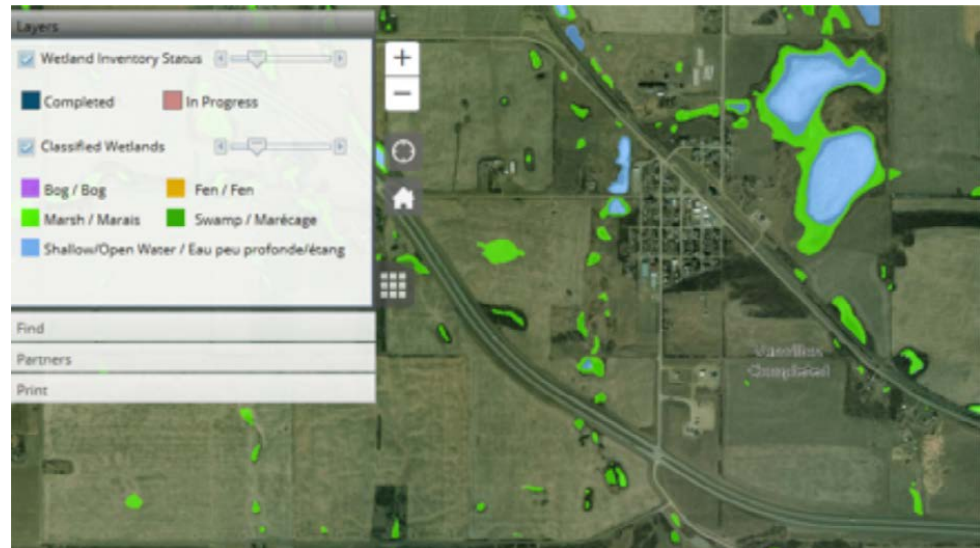 Layers
Wetland Inventory Status
Completed In Progress
Classified Wetlands
Bog / Bog Fen / Fen
Marsh / Marais Swamp / Marécage
Shallow/Open Water / Eau peu profonde/étang
Find
Partners
Print
Completed